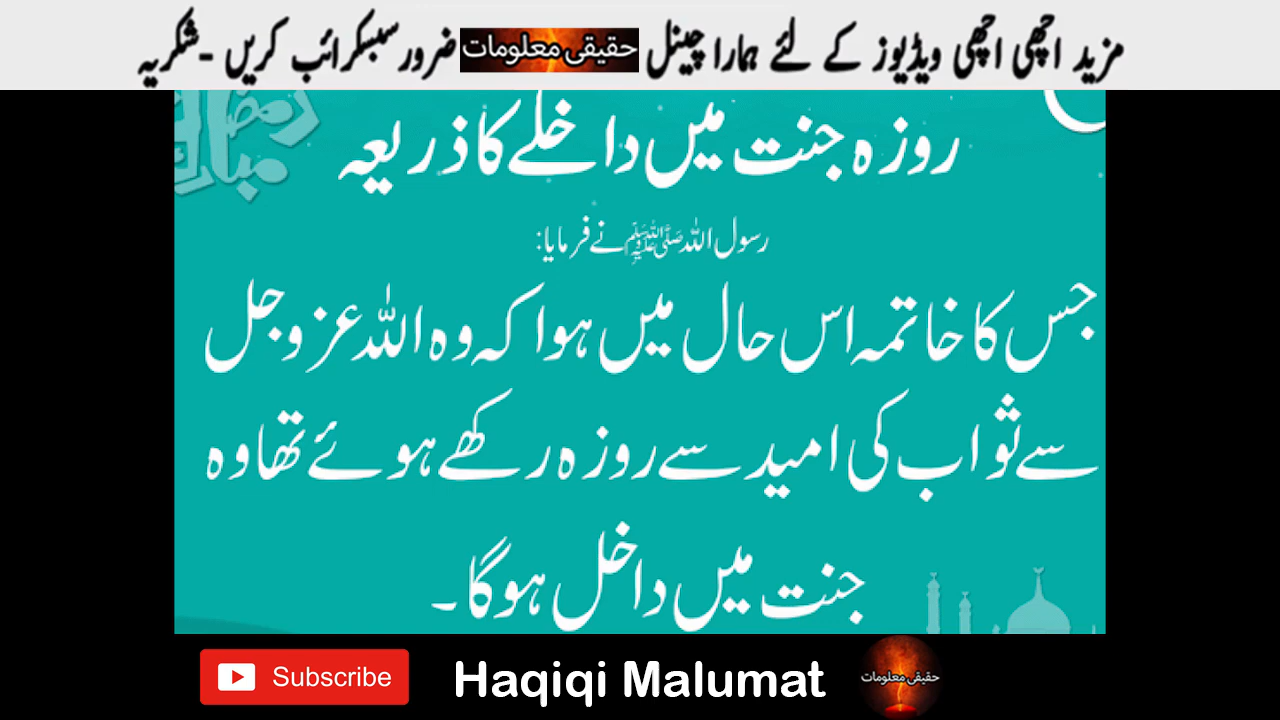 مزید اچھی اچھی ویڈیوز کے لئے ہمارا چینل حقیقی معلومات ضرور سبسکرائب کریں - شکریہ
رمضان مبارک
روزہ جنت میں داخلے کا ذریعہ
رسول اللہ ﷺ نے فرمایا:
جس کا خاتمہ اس حال میں ہوا کہ وہ اللہ عزوجل
سے ثواب کی امید سے روزہ رکھے ہوئے تھا وہ
جنت میں داخل ہوگا۔
Subscribe Haqiqi Malumat حقیقی معلومات